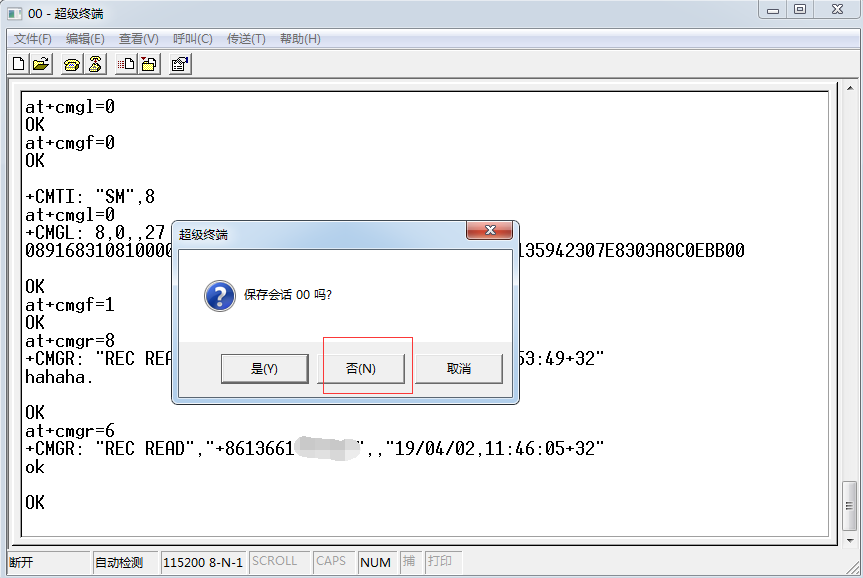 00 - 超级终端
文件(F) 编辑(E) 查看(V) 呼叫(C) 传送(T) 帮助(H)
at+cmgl=0
OK
at+cmgf=0
OK
+CMTI: "SM",8
at+cmgl=0
+CMGL: 8,0,,27
0891683108100000 135942307E8303A8C0EBB00
OK
at+cmgf=1
OK
at+cmgr=8
+CMGR: "REC REA 53:49+32"
hahaha.
OK
at+cmgr=6
+CMGR: "REC READ","+8613661 ",,"19/04/02,11:46:05+32"
ok
OK
超级终端
保存会话 00 吗?
是(Y) 否(N) 取消
断开 自动检测 115200 8-N-1 SCROLL CAPS NUM 捕 打印